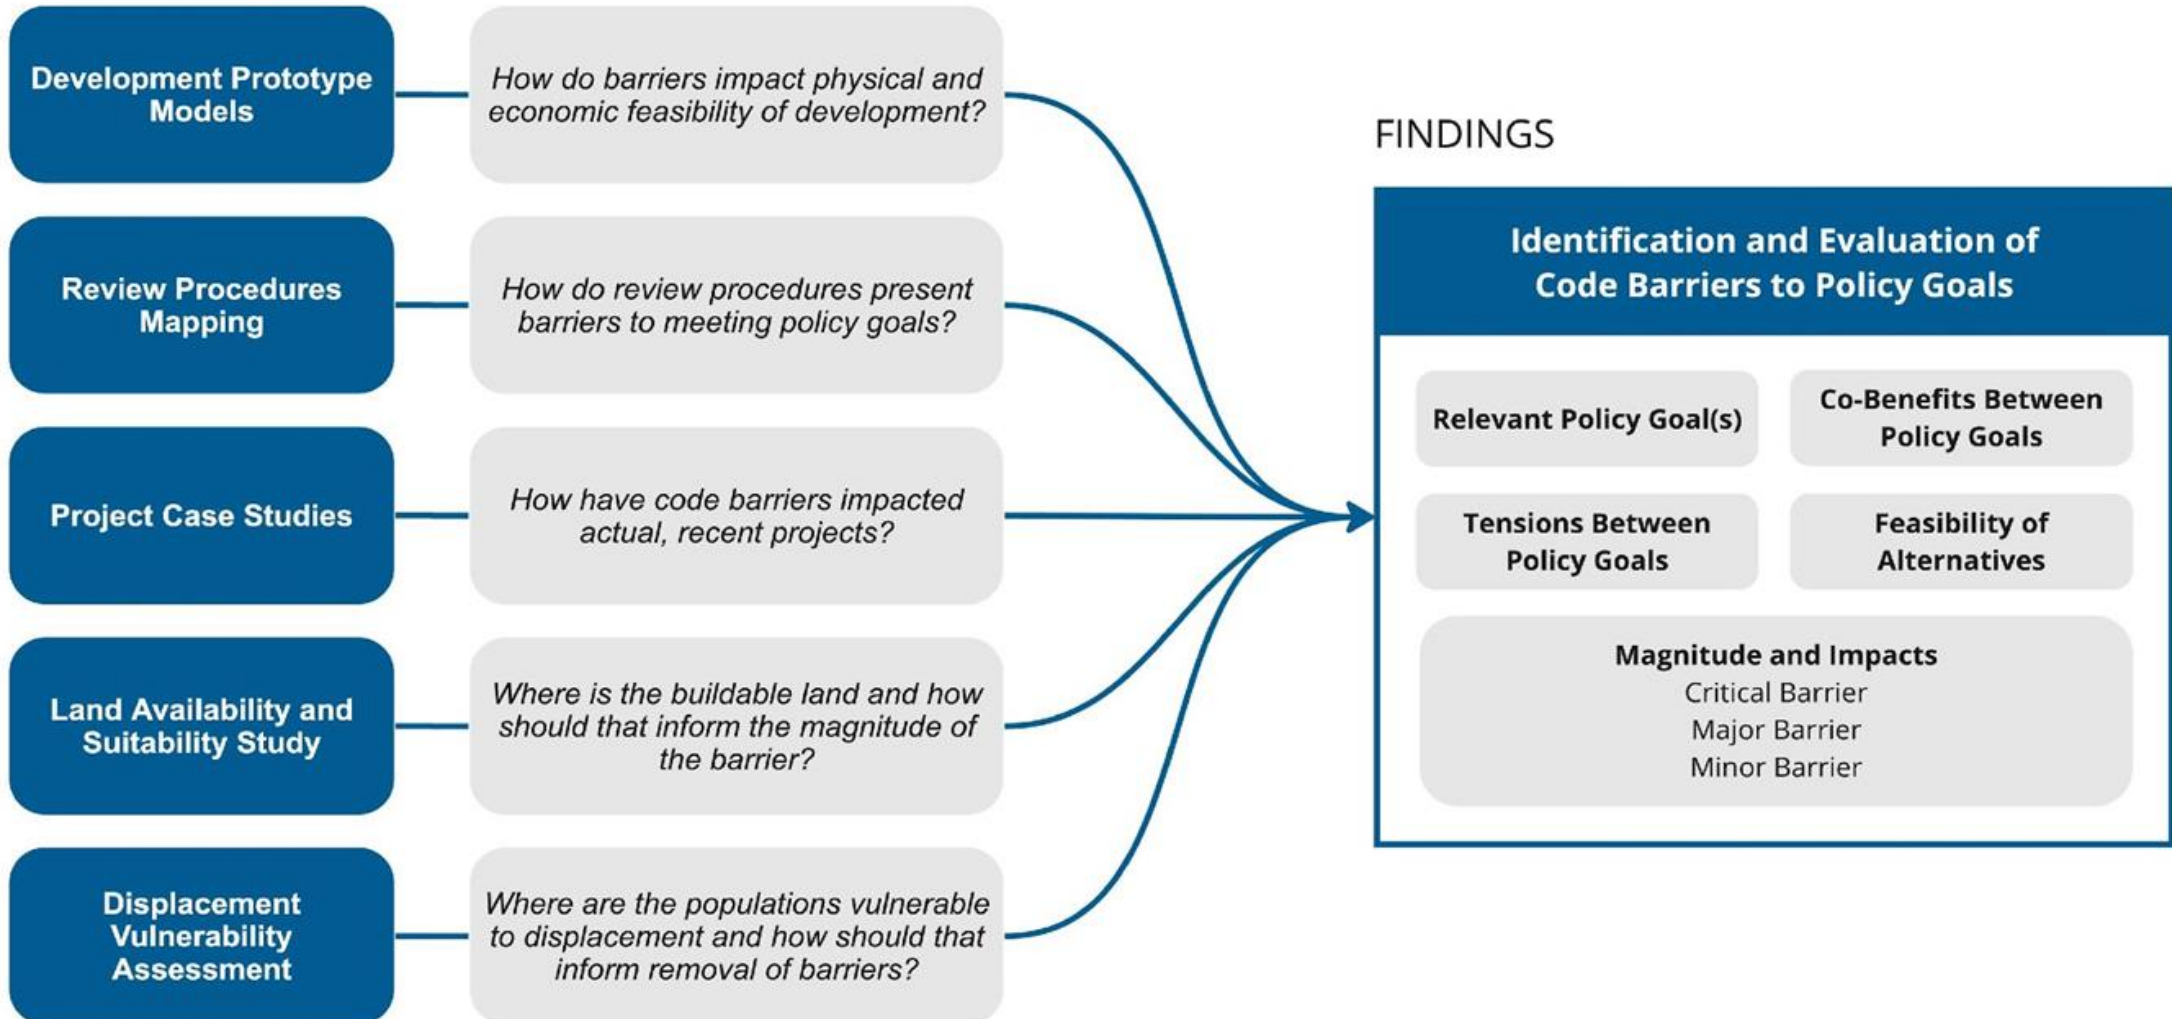 Development Prototype
Models
How do barriers impact physical and
economic feasibility of development?
Review Procedures
Mapping
How do review procedures present
barriers to meeting policy goals?
Project Case Studies
How have code barriers impacted
actual, recent projects?
Land Availability and
Suitability Study
Where is the buildable land and how
should that inform the magnitude of
the barrier?
Displacement
Vulnerability
Assessment
Where are the populations vulnerable
to displacement and how should that
inform removal of barriers?
FINDINGS
Identification and Evaluation of
Code Barriers to Policy Goals
Relevant Policy Goal(s)
Co-Benefits Between
Policy Goals
Tensions Between
Policy Goals
Feasibility of
Alternatives
Magnitude and Impacts
Critical Barrier
Major Barrier
Minor Barrier